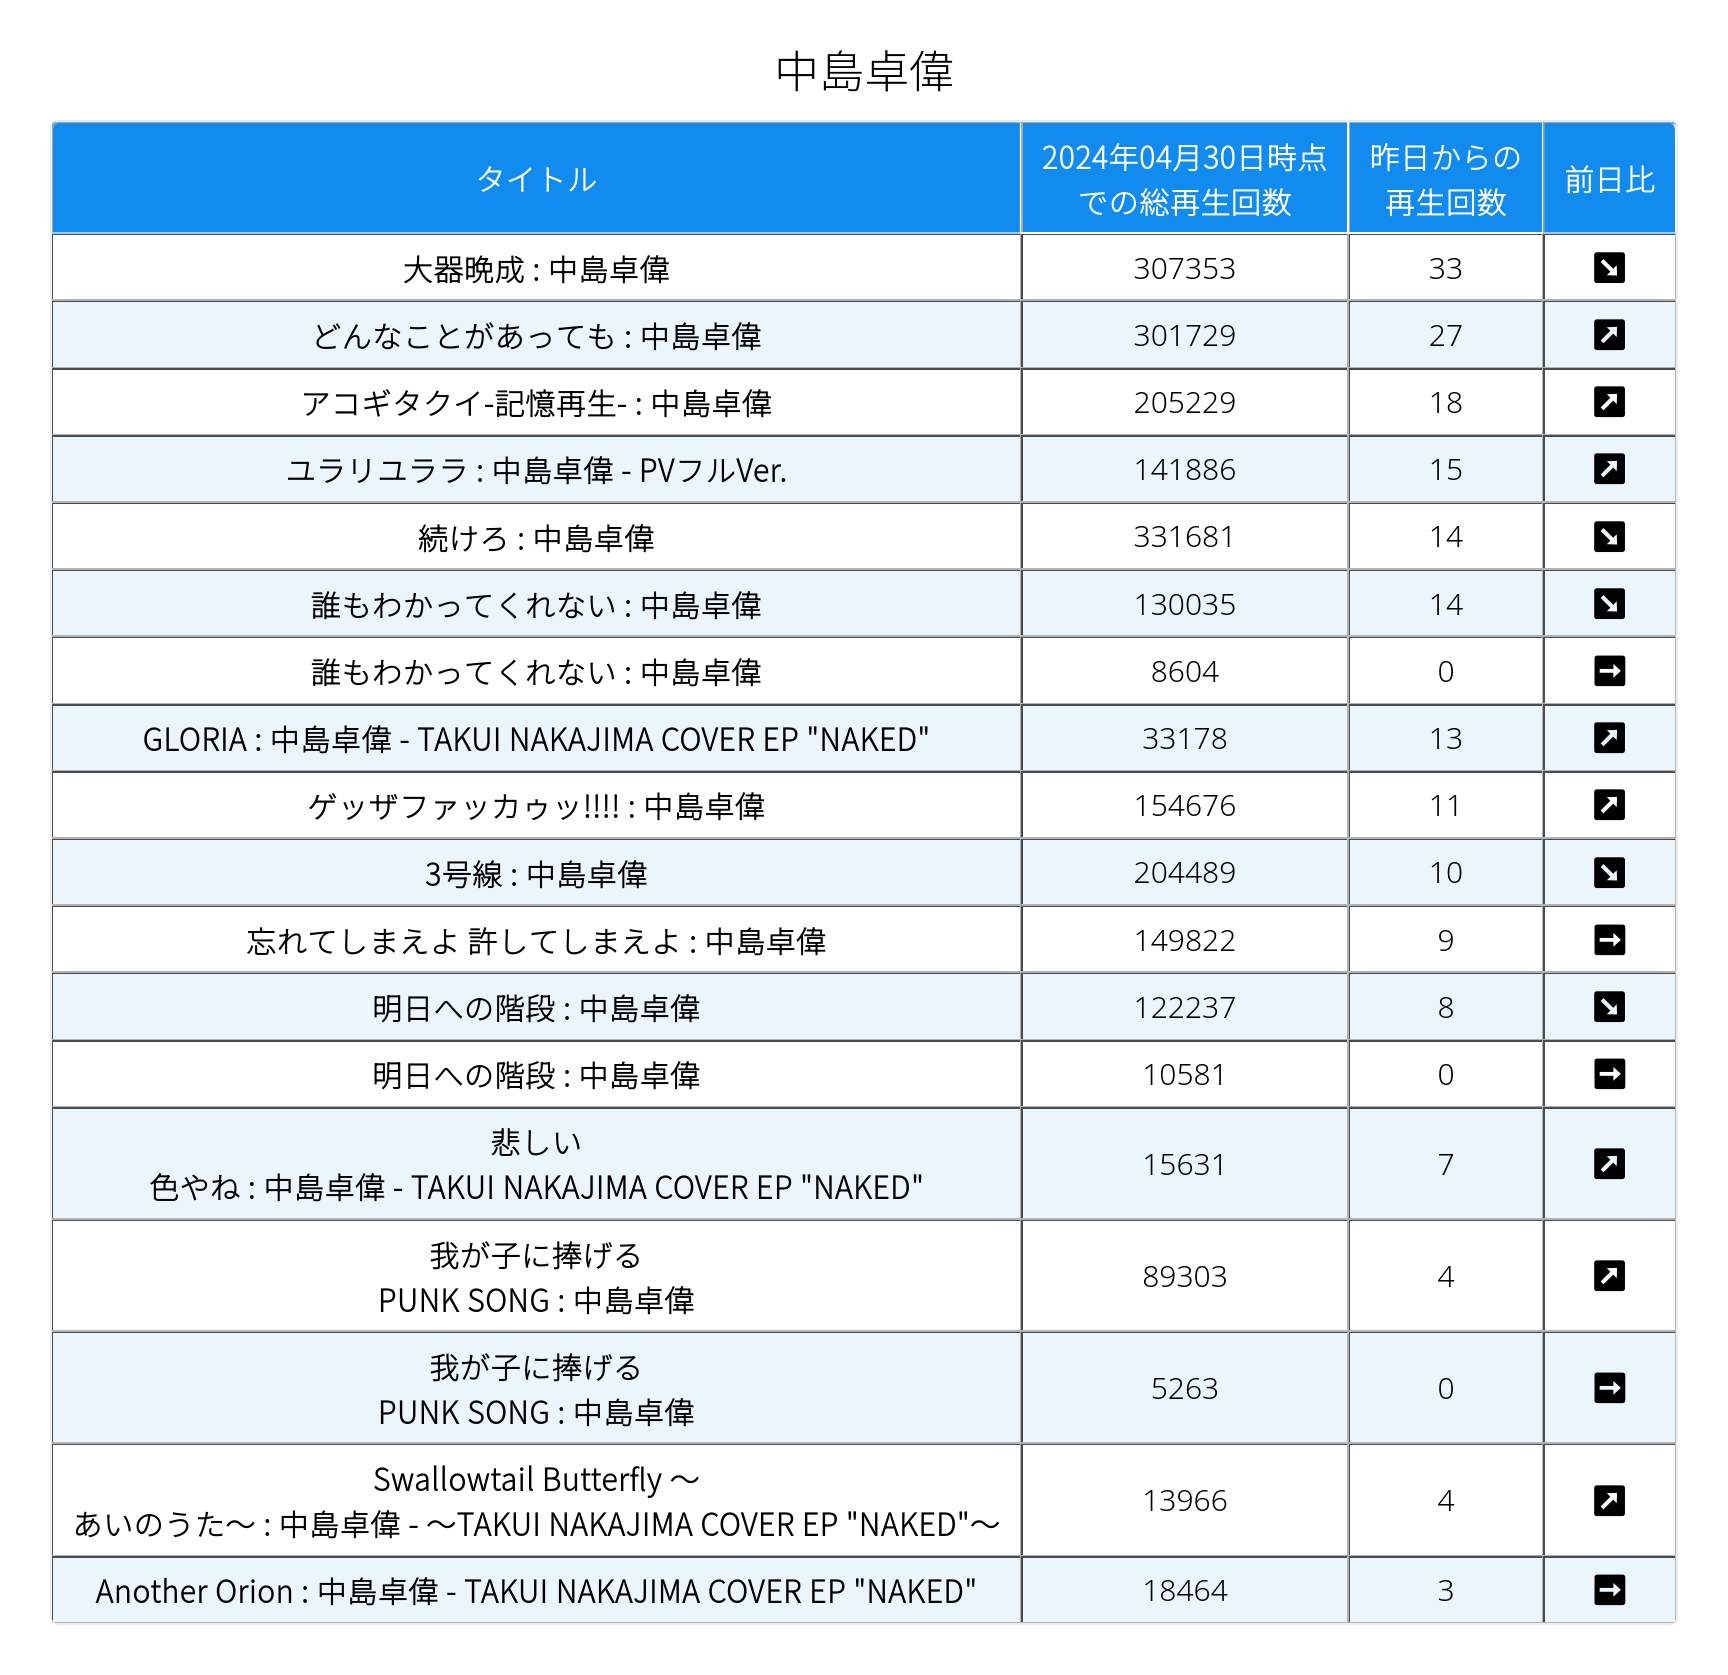 中島卓偉
タイトル
2024年04月30日時点
での総再生回数
昨日からの
再生回数
前日比
大器晩成 : 中島卓偉 307353 33 ↘
どんなことがあっても : 中島卓偉 301729 27 ↗
アコギタクイ-記憶再生- : 中島卓偉 205229 18 ↗
ユラリユララ : 中島卓偉 - PVフルVer. 141886 15 ↗
続けろ : 中島卓偉 331681 14 ↘
誰もわかってくれない : 中島卓偉 130035 14 ↘
誰もわかってくれない : 中島卓偉 8604 0 →
GLORIA : 中島卓偉 - TAKUI NAKAJIMA COVER EP "NAKED" 33178 13 ↗
ゲッザファッカゥッ!!!! : 中島卓偉 154676 11 ↗
3号線 : 中島卓偉 204489 10 ↘
忘れてしまえよ 許してしまえよ : 中島卓偉 149822 9 →
明日への階段 : 中島卓偉 122237 8 ↘
明日への階段 : 中島卓偉 10581 0 →
悲しい
色やね : 中島卓偉 - TAKUI NAKAJIMA COVER EP "NAKED" 15631 7 ↗
我が子に捧げる
PUNK SONG : 中島卓偉 89303 4 ↗
我が子に捧げる
PUNK SONG : 中島卓偉 5263 0 →
Swallowtail Butterfly 〜
あいのうた〜 : 中島卓偉 - 〜TAKUI NAKAJIMA COVER EP "NAKED"〜 13966 4 ↗
Another Orion : 中島卓偉 - TAKUI NAKAJIMA COVER EP "NAKED" 18464 3 →